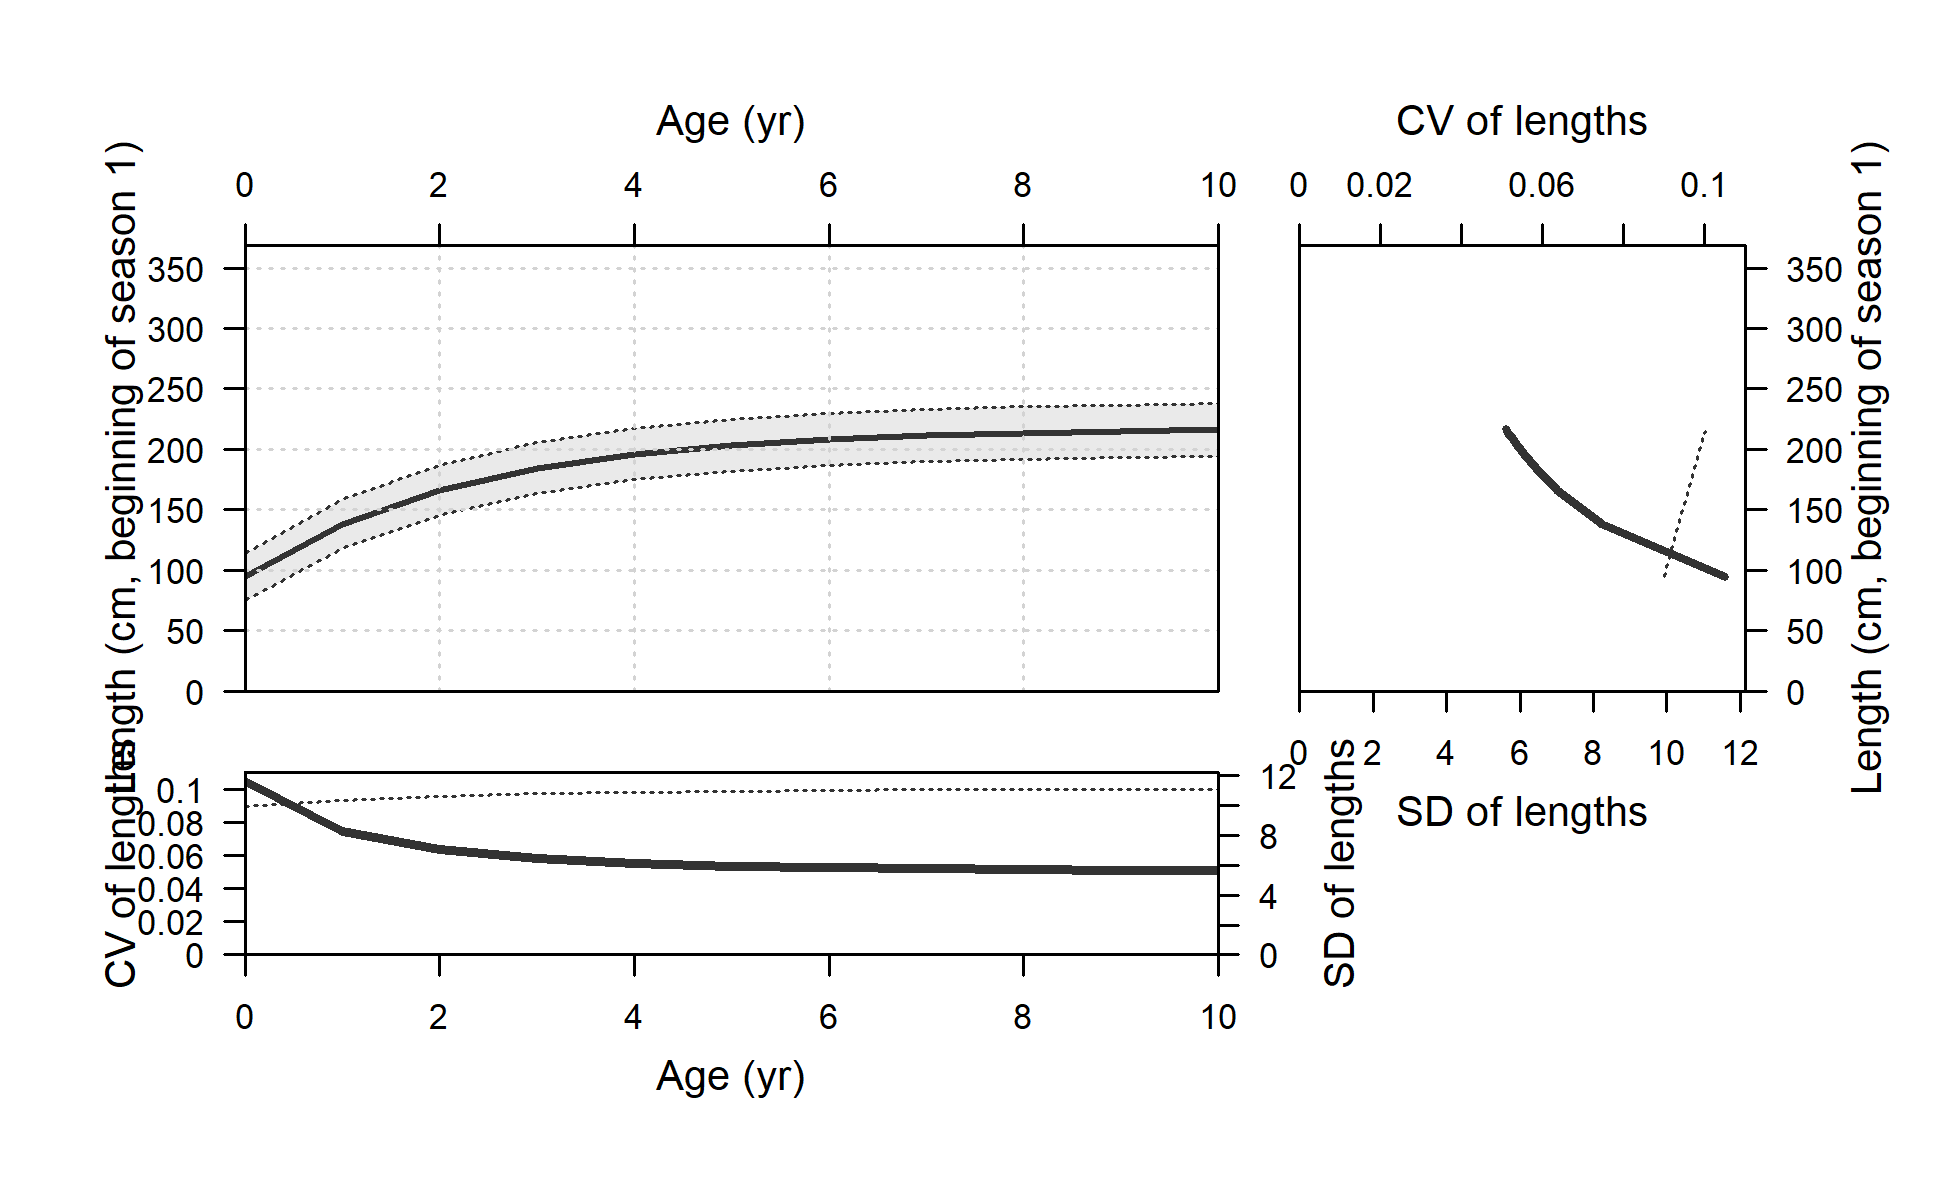 Age (yr)
CV of lengths
0 2 4 6 8 10
0 0.02 0.06 0.1
Length (cm, beginning of season 1)
350
300
250
200
150
100
50
0
350
300
250
200
150
100
50
0
Length (cm, beginning of season 1)
0 2 4 6 8 10 12
SD of lengths
CV of lengths
0.1
0.08
0.06
0.04
0.02
0
12
8
4
0
SD of lengths
0 2 4 6 8 10
Age (yr)